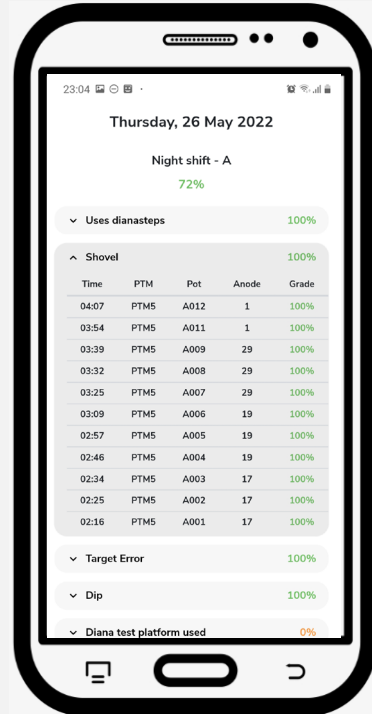 23:04
Thursday, 26 May 2022
Night shift - A
72%
Uses dianasteps 100%
Shovel 100%
Time PTM Pot Anode Grade
04:07 PTM5 A012 1 100%
03:54 PTM5 A011 1 100%
03:39 PTM5 A009 29 100%
03:32 PTM5 A008 29 100%
03:25 PTM5 A007 29 100%
03:09 PTM5 A006 19 100%
02:57 PTM5 A005 19 100%
02:46 PTM5 A004 19 100%
02:34 PTM5 A003 17 100%
02:25 PTM5 A002 17 100%
02:16 PTM5 A001 17 100%
Target Error 100%
Dip 100%
Diana test platform used 0%